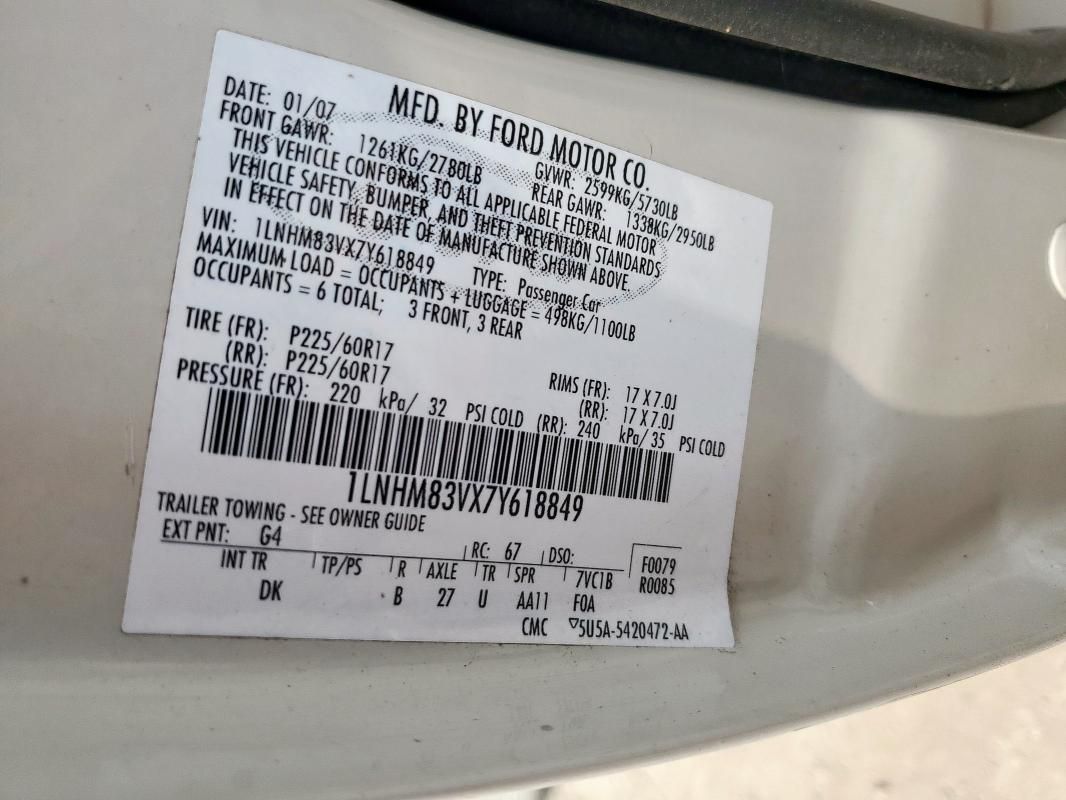 MFD. BY FORD MOTOR CO.
DATE: 01/07 GVWR: 2599KG/5730LB
FRONT GAWR: 1261KG/2780LB REAR GAWR: 1338KG/2950LB
THIS VEHICLE CONFORMS TO ALL APPLICABLE FEDERAL MOTOR
VEHICLE SAFETY, BUMPER, AND THEFT PREVENTION STANDARDS
IN EFFECT ON THE DATE OF MANUFACTURE SHOWN ABOVE.
VIN: 1LNHM83VX7Y618849 TYPE: Passenger Car
MAXIMUM LOAD = OCCUPANTS + LUGGAGE = 498KG/1100LB
OCCUPANTS = 6 TOTAL; 3 FRONT, 3 REAR
TIRE (FR): P225/60R17 RIMS (FR): 17 X 7.0J
(RR): P225/60R17 (RR): 17 X 7.0J
PRESSURE (FR): 220 kPa/ 32 PSI COLD (RR): 240 kPa/ 35 PSI COLD
1LNHM83VX7Y618849
TRAILER TOWING - SEE OWNER GUIDE
EXT PNT: G4 RC: 67 DSO: F0079
INT TR TP/PS R AXLE TR SPR 7VC1B R0085
DK B 27 U AA11 F0A
CMC ▽5U5A-5420472-AA